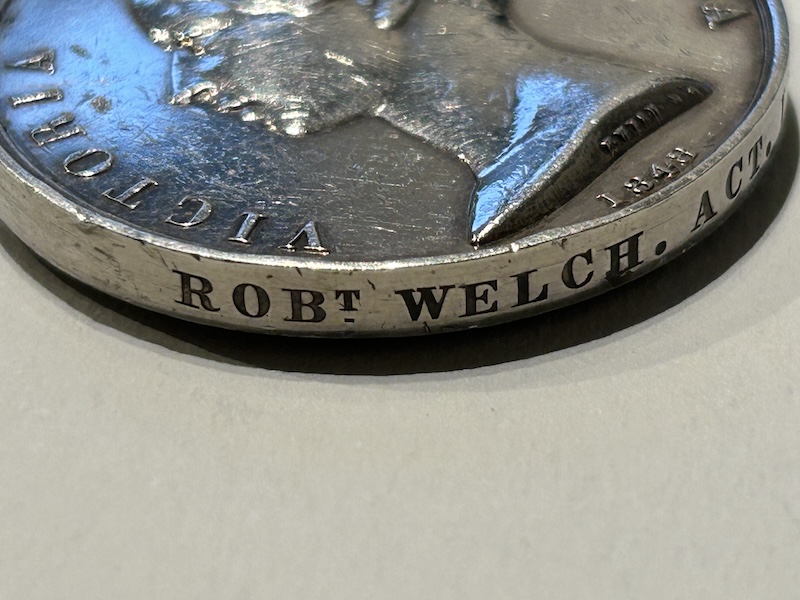 VICTORIA
A
1848
ROBT WELCH. ACT.